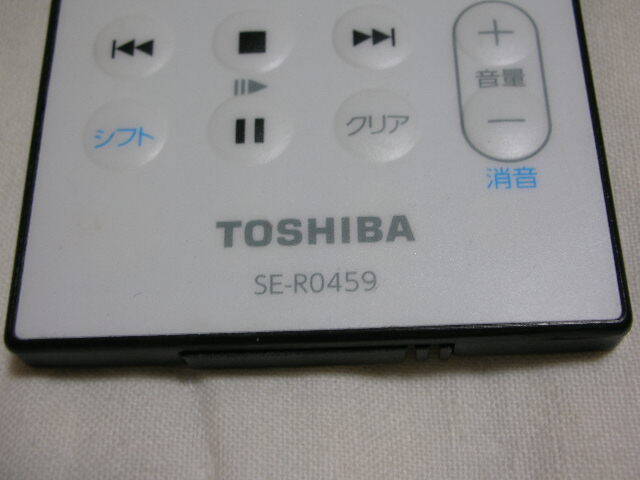 +
音量
シフト
クリア
−
消音
TOSHIBA
SE-R0459